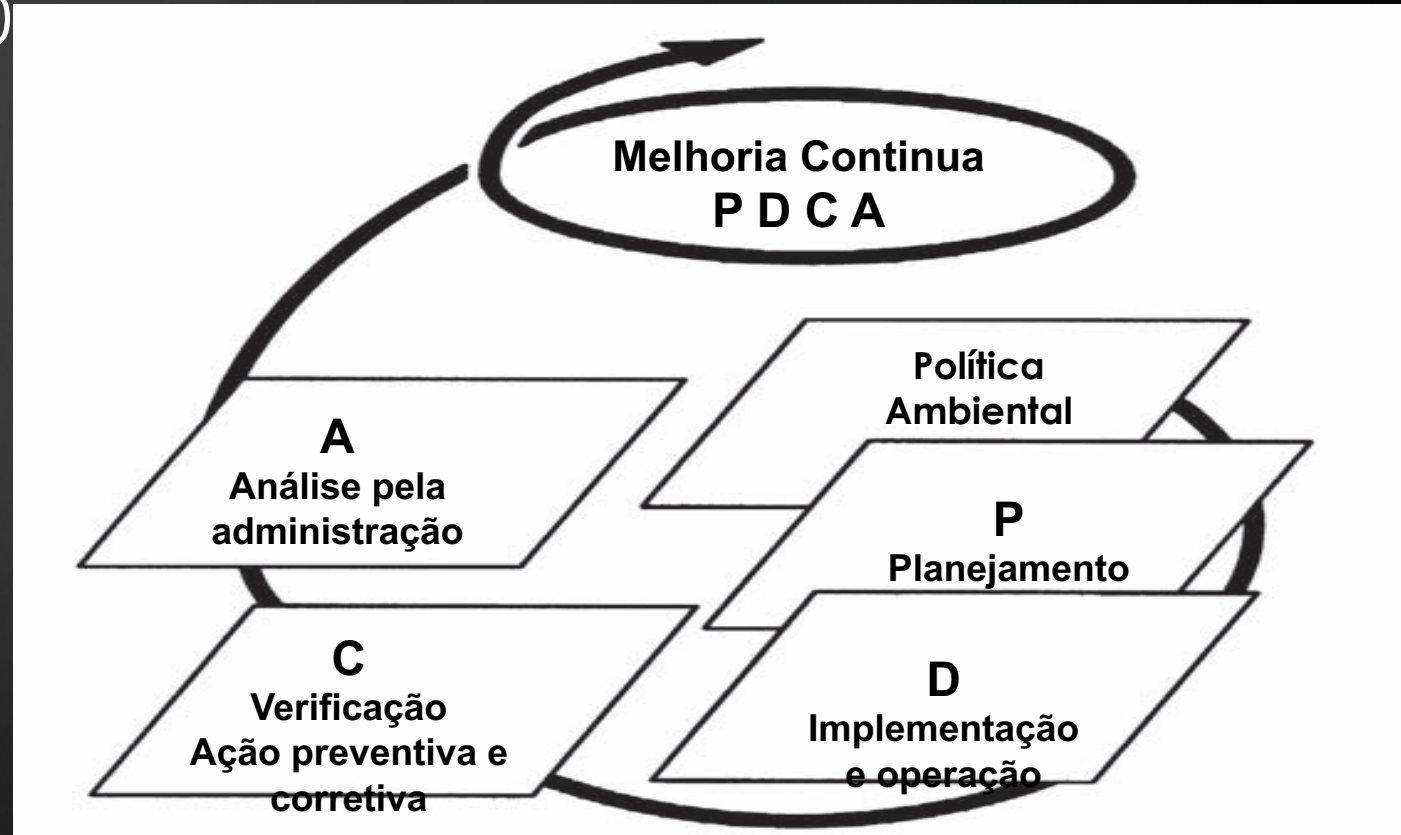 Melhoria Continua
P D C A
Política
Ambiental
P
Planejamento
D
Implementação
e operação
C
Verificação
Ação preventiva e
corretiva
A
Análise pela
administração